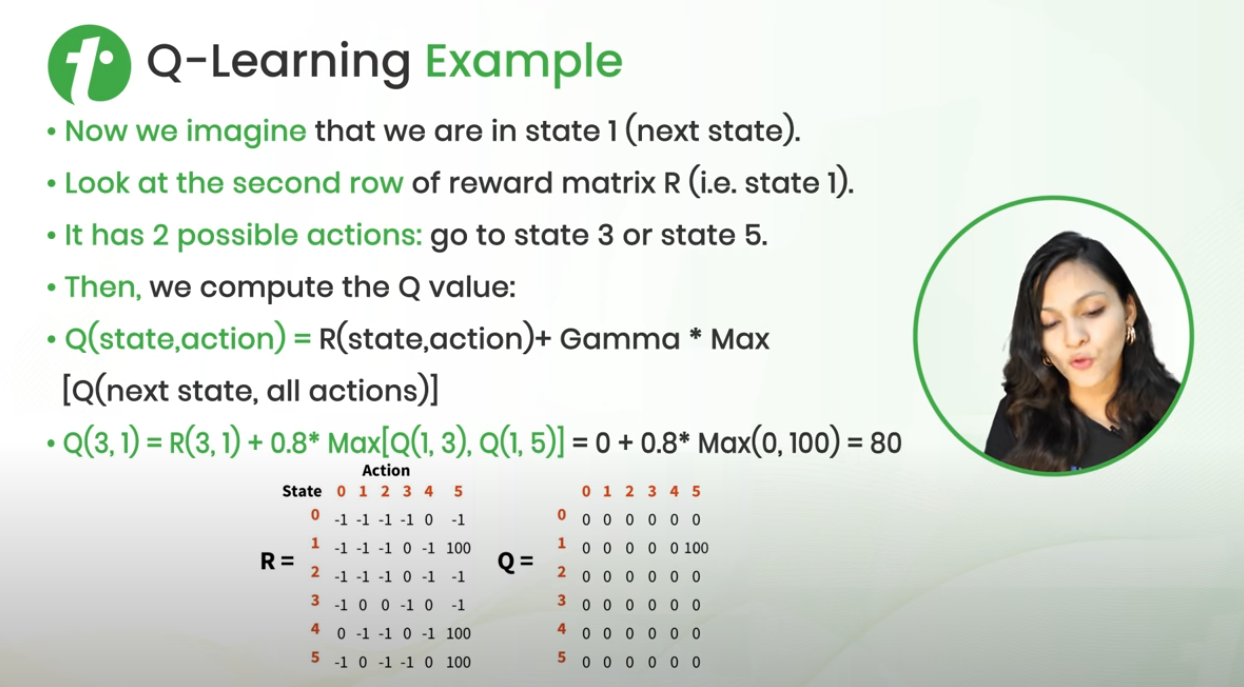 t
Q-Learning Example
• Now we imagine that we are in state 1 (next state).
• Look at the second row of reward matrix R (i.e. state 1).
• It has 2 possible actions: go to state 3 or state 5.
• Then, we compute the Q value:
• Q(state,action) = R(state,action)+ Gamma * Max
[Q(next state, all actions)]
• Q(3, 1) = R(3, 1) + 0.8* Max[Q(1, 3), Q(1, 5)] = 0 + 0.8* Max(0, 100) = 80
Action
State 0 1 2 3 4 5
0 -1 -1 -1 -1 0 -1
1 -1 -1 -1 0 -1 100
R = 2 -1 -1 -1 0 -1 -1
3 -1 0 0 -1 0 -1
4 0 -1 -1 0 -1 100
5 -1 0 -1 -1 0 100
0 1 2 3 4 5
0 0 0 0 0 0 0
1 0 0 0 0 0 100
Q = 2 0 0 0 0 0 0
3 0 0 0 0 0 0
4 0 0 0 0 0 0
5 0 0 0 0 0 0